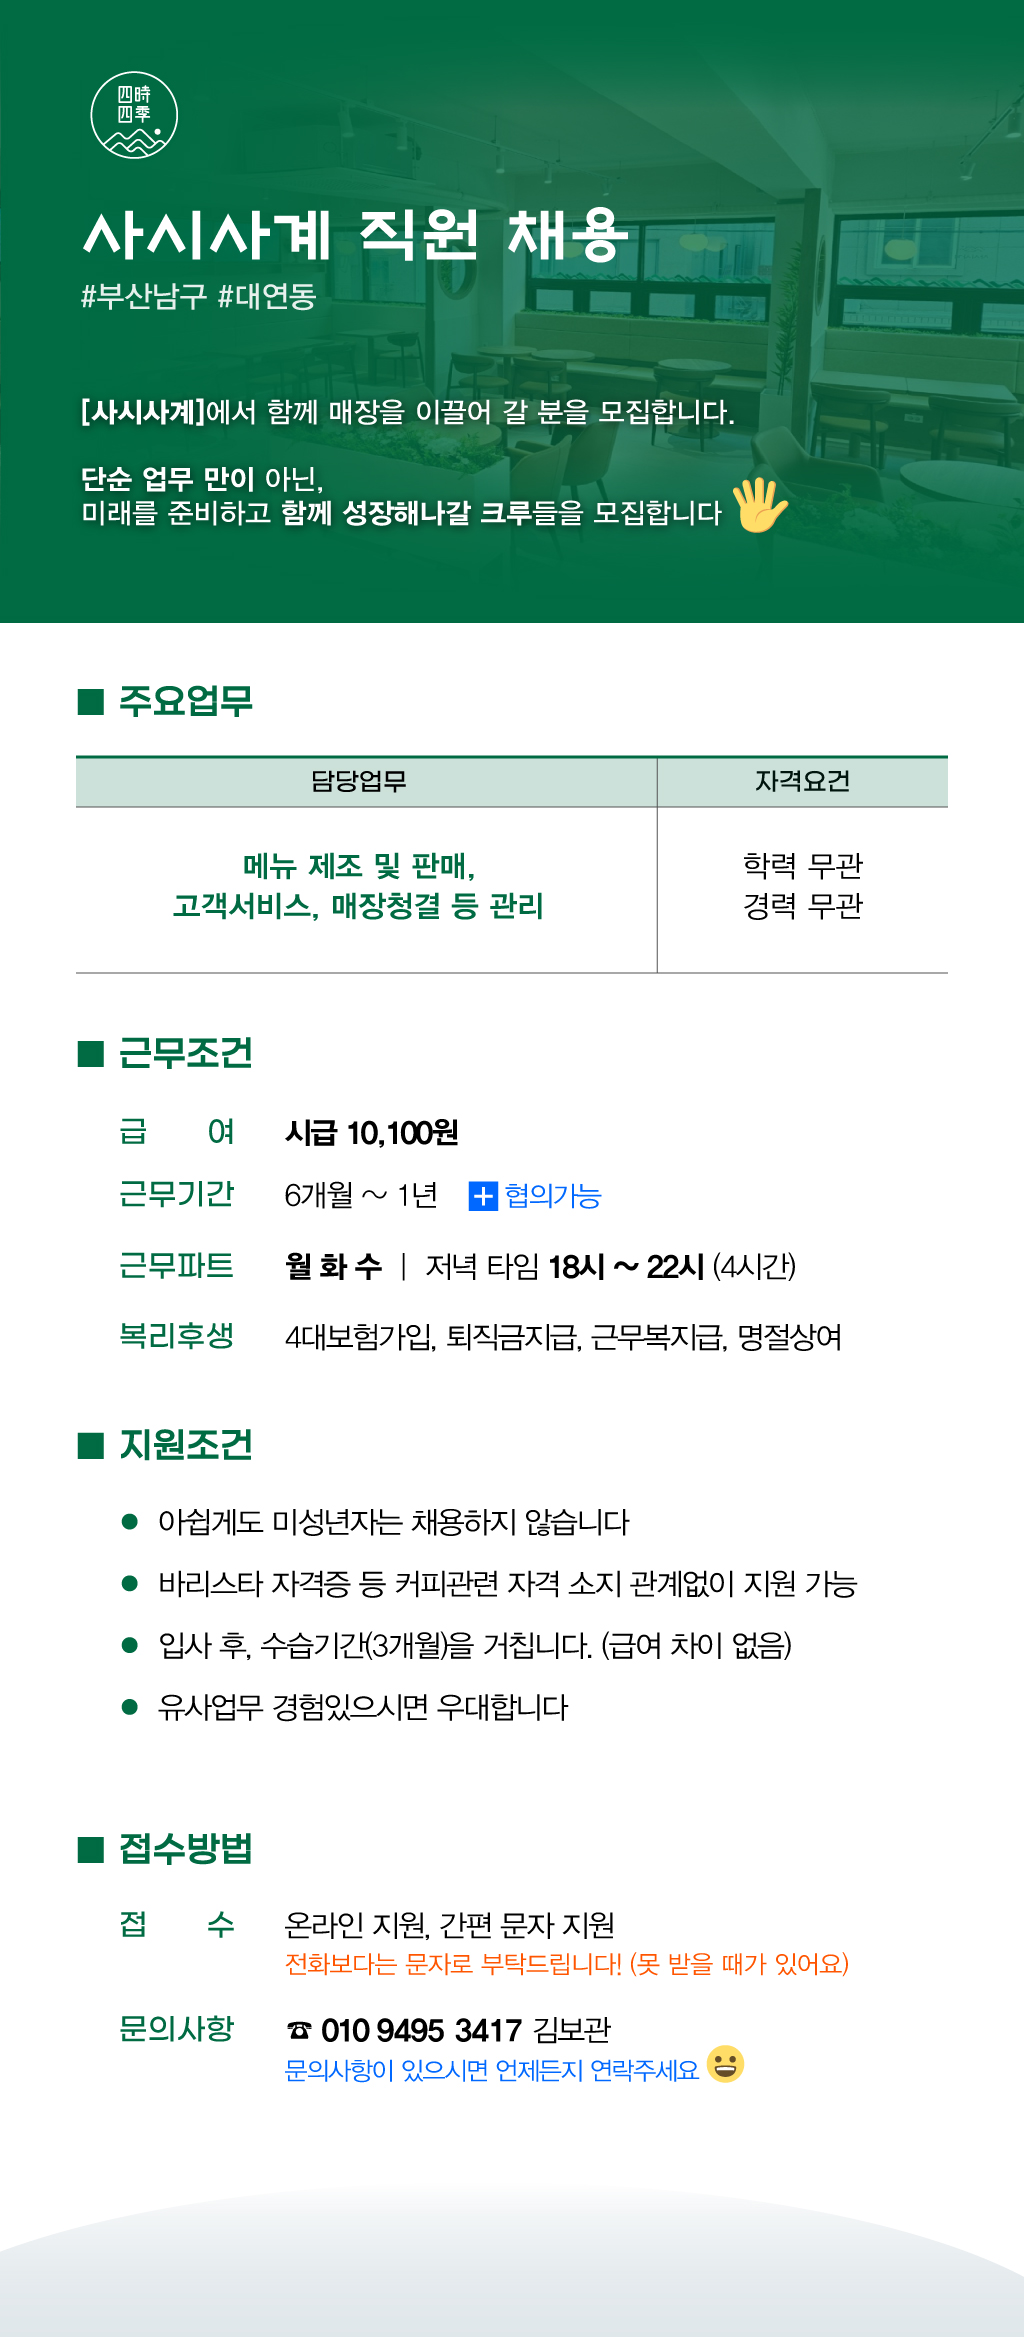 四時
四季
사시사계 직원 채용
#부산남구 #대연동
[사시사계]에서 함께 매장을 이끌어 갈 분을 모집합니다.
단순 업무 만이 아닌,
미래를 준비하고 함께 성장해나갈 크루들을 모집합니다 🖐
■ 주요업무
담당업무 자격요건
메뉴 제조 및 판매, 학력 무관
고객서비스, 매장청결 등 관리 경력 무관
■ 근무조건
급 여 시급 10,100원
근무기간 6개월 ~ 1년 ➕ 협의가능
근무파트 월 화 수 | 저녁 타임 18시 ~ 22시 (4시간)
복리후생 4대보험가입, 퇴직금지급, 근무복지급, 명절상여
■ 지원조건
● 아쉽게도 미성년자는 채용하지 않습니다
● 바리스타 자격증 등 커피관련 자격 소지 관계없이 지원 가능
● 입사 후, 수습기간(3개월)을 거칩니다. (급여 차이 없음)
● 유사업무 경험있으시면 우대합니다
■ 접수방법
접 수 온라인 지원, 간편 문자 지원
전화보다는 문자로 부탁드립니다! (못 받을 때가 있어요)
문의사항 ☎ 010 9495 3417 김보관
문의사항이 있으시면 언제든지 연락주세요 😀